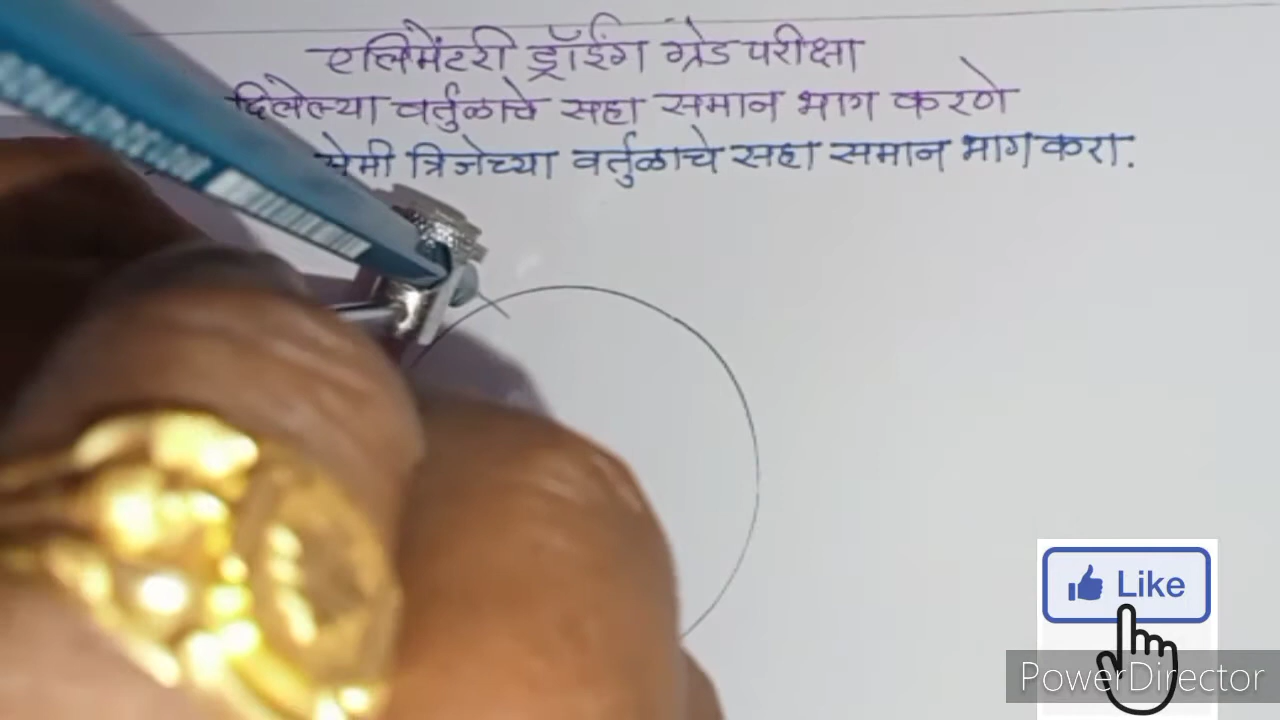 एलिमेंटरी ड्रॉईंग ग्रेड परीक्षा
दिलेल्या वर्तुळाचे सहा समान भाग करणे
सेमी त्रिजेच्या वर्तुळाचे सहा समान भाग करा.
Like
PowerDirector